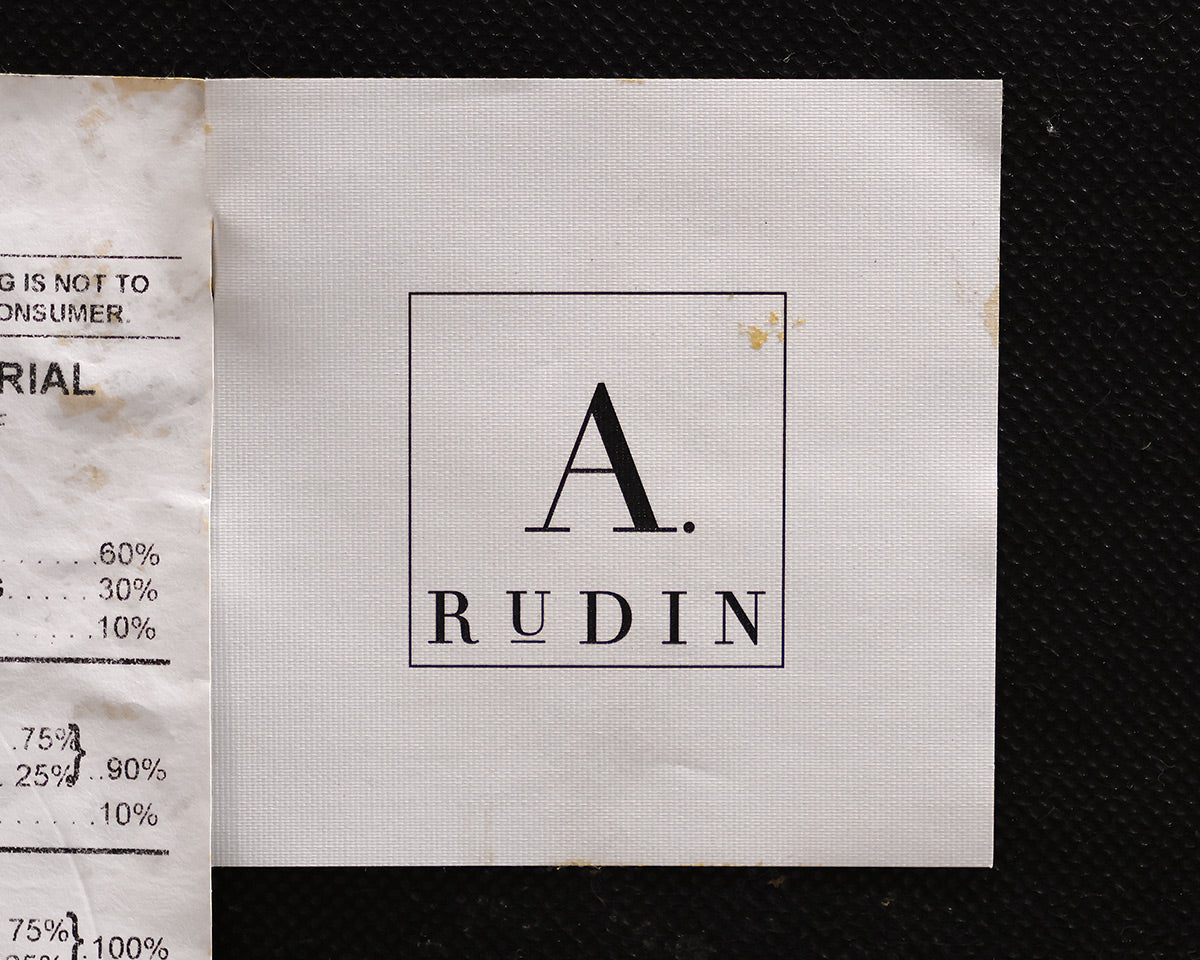 G IS NOT TO
ONSUMER.
RIAL
. . . . . .60%
. . . . . 30%
. . . . .10%
.75%
. 25%
} ..90%
. . . . . .10%
75%
} .100%
A.
RUDIN